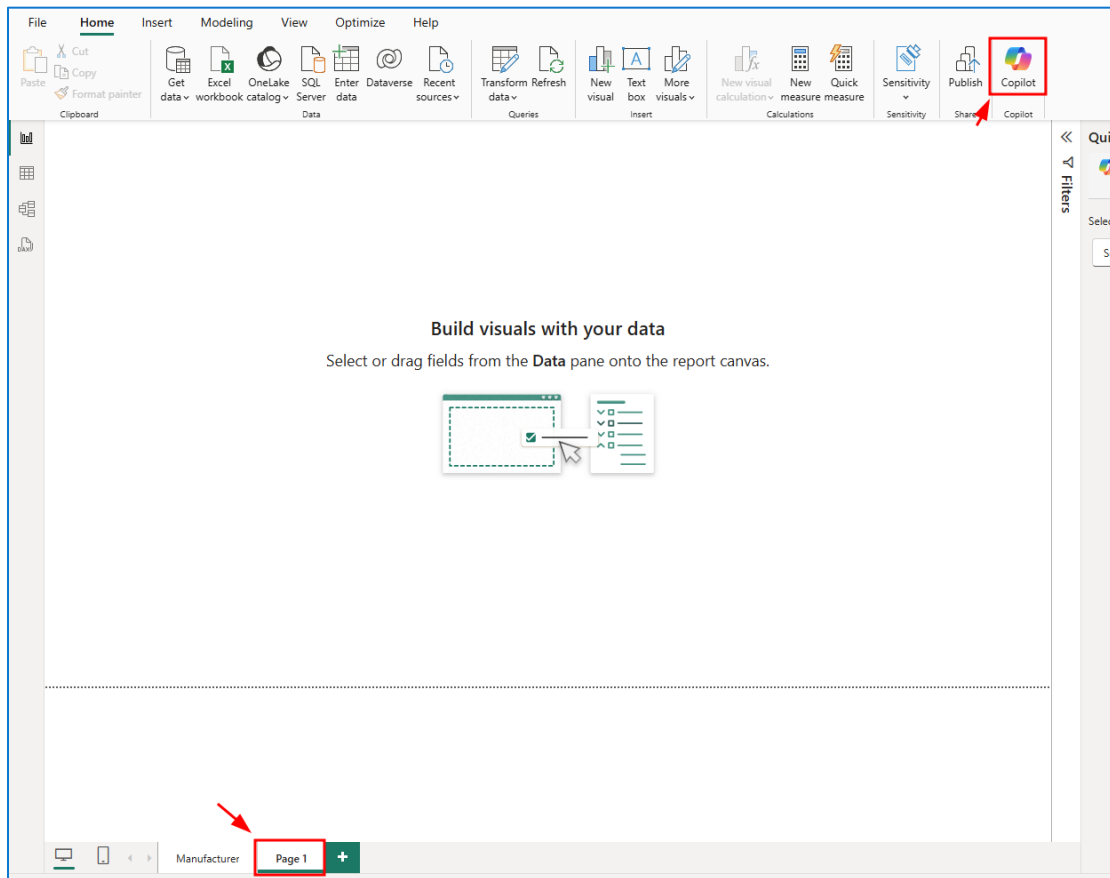 File Home Insert Modeling View Optimize Help
Paste
Cut
Copy
Format painter
Clipboard
Get data
Excel workbook
OneLake catalog
SQL Server
Enter data
Dataverse
Recent sources
Data
Transform data
Refresh
Queries
New visual
Text box
More visuals
Insert
New visual calculation
New measure
Quick measure
Calculations
Sensitivity
Sensitivity
Publish
Share
Copilot
Copilot
DAX
Filters
Build visuals with your data
Select or drag fields from the Data pane onto the report canvas.
Manufacturer
Page 1